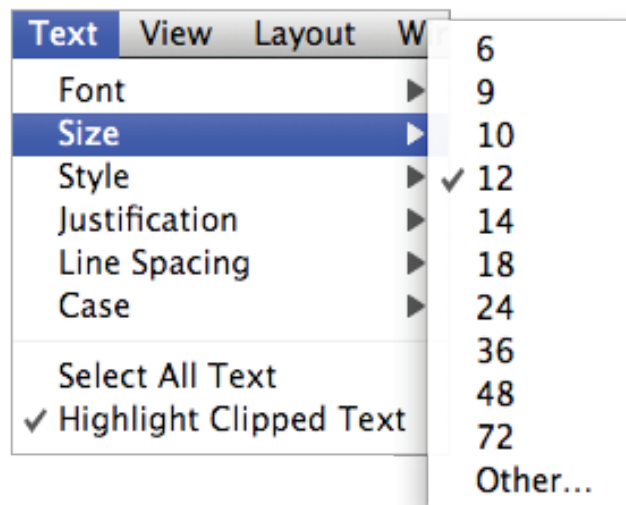 Text View Layout
Font
Size
Style
Justification
Line Spacing
Case
Select All Text
Highlight Clipped Text
6
9
10
12
14
18
24
36
48
72
Other...